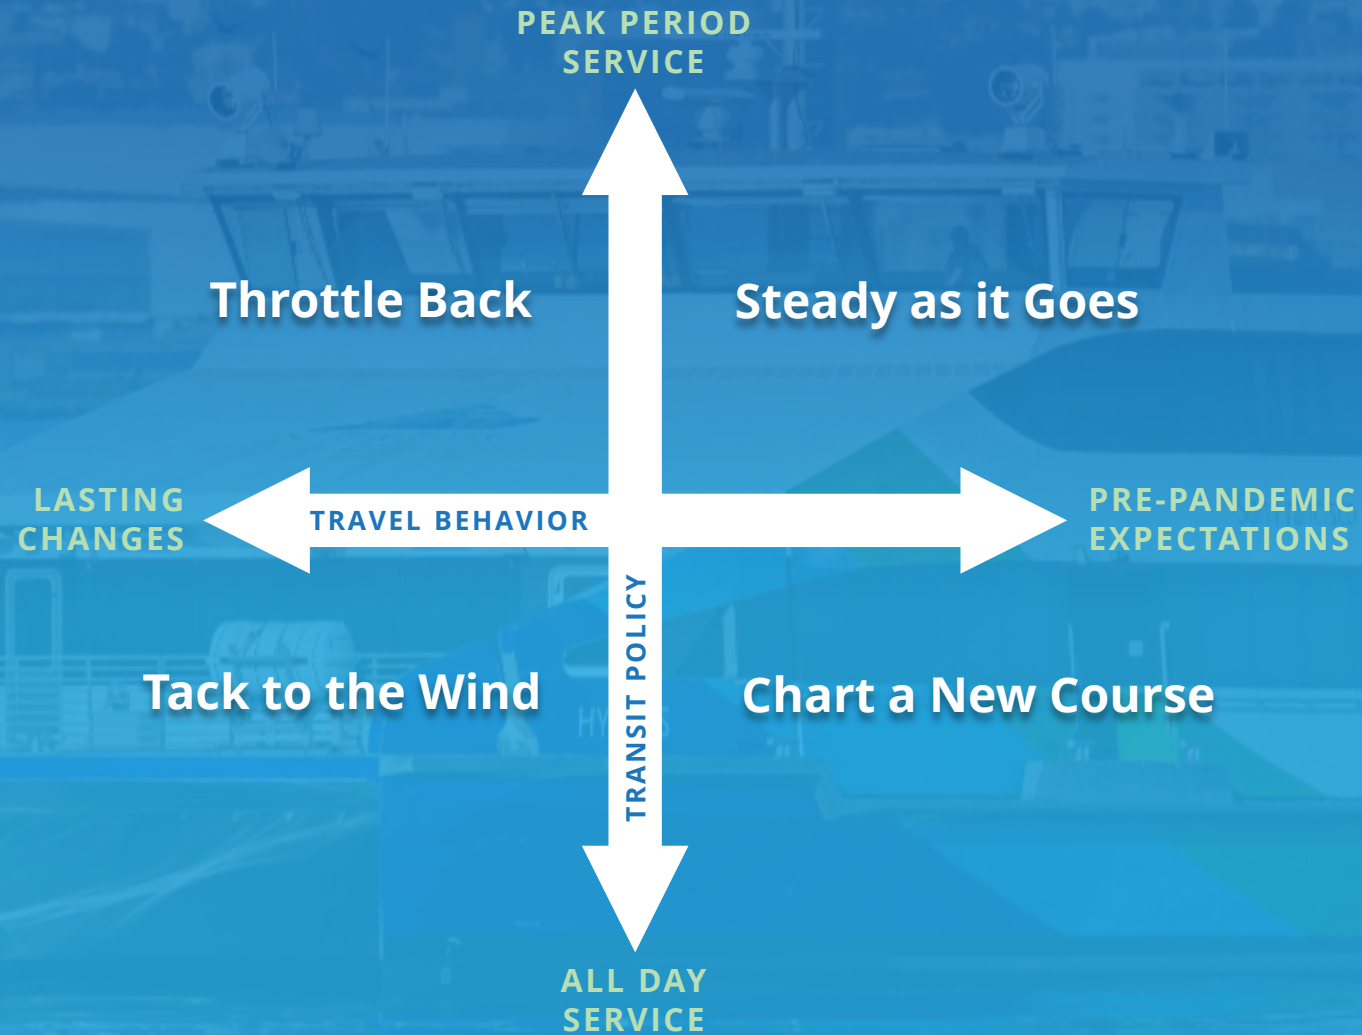 PEAK PERIOD
SERVICE
Throttle Back
Steady as it Goes
LASTING
CHANGES
TRAVEL BEHAVIOR
PRE-PANDEMIC
EXPECTATIONS
TRANSIT POLICY
Tack to the Wind
Chart a New Course
ALL DAY
SERVICE